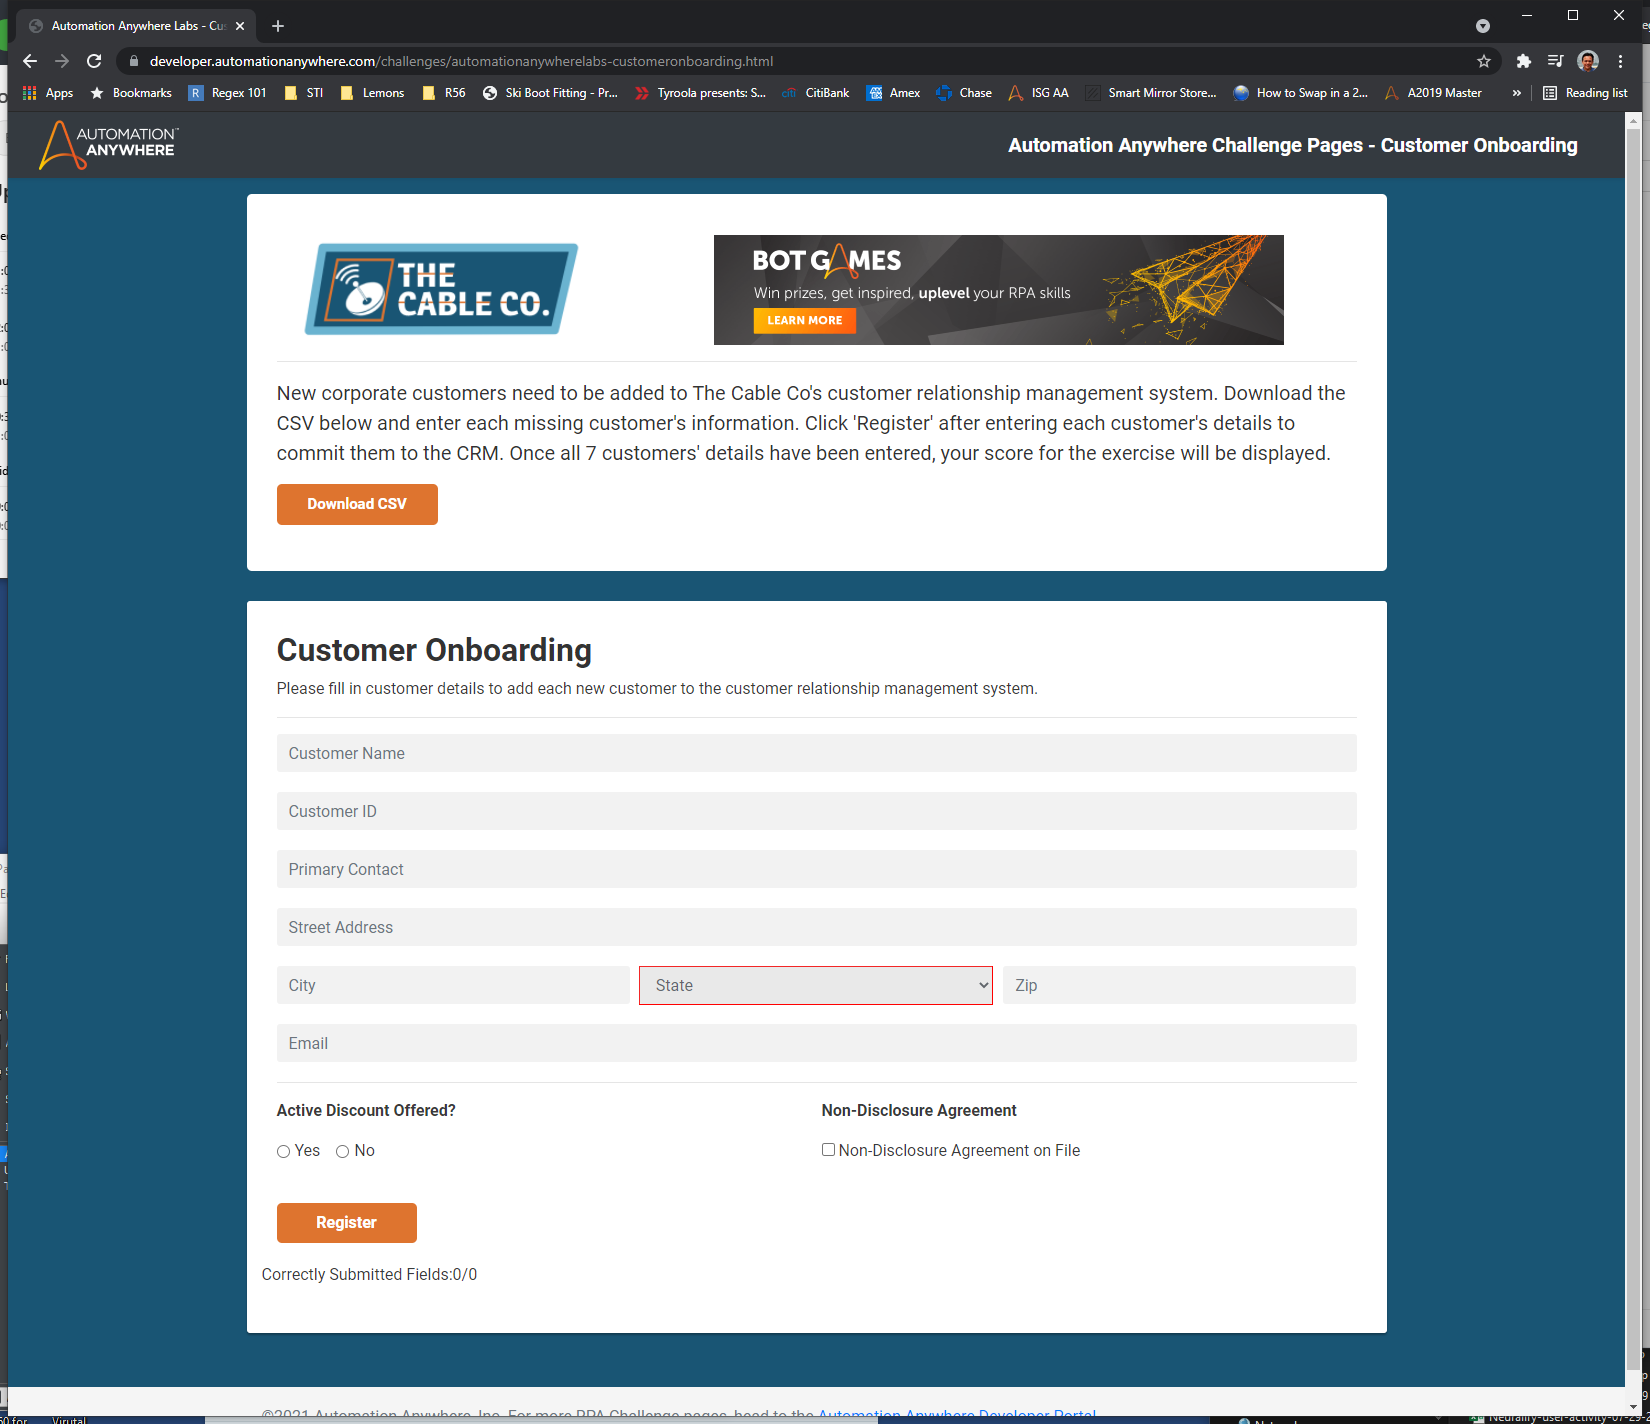 Automation Anywhere Labs - Cus
developer.automationanywhere.com/challenges/automationanywherelabs-customeronboarding.html
Apps Bookmarks R Regex 101 STI Lemons R56 Ski Boot Fitting - Pr... Tyroola presents: S... citi CitiBank Amex Chase ISG AA Smart Mirror Store... How to Swap in a 2... A2019 Master » Reading list
AUTOMATION ANYWHERE
Automation Anywhere Challenge Pages - Customer Onboarding
THE
CABLE CO.
BOT GAMES
Win prizes, get inspired, uplevel your RPA skills
LEARN MORE
New corporate customers need to be added to The Cable Co's customer relationship management system. Download the
CSV below and enter each missing customer's information. Click 'Register' after entering each customer's details to
commit them to the CRM. Once all 7 customers' details have been entered, your score for the exercise will be displayed.
Download CSV
Customer Onboarding
Please fill in customer details to add each new customer to the customer relationship management system.
Customer Name
Customer ID
Primary Contact
Street Address
City State Zip
Email
Active Discount Offered? Non-Disclosure Agreement
Yes No Non-Disclosure Agreement on File
Register
Correctly Submitted Fields:0/0
©2021 Automation Anywhere, Inc. For more RPA Challenge pages, head to the Automation Anywhere Developer Portal